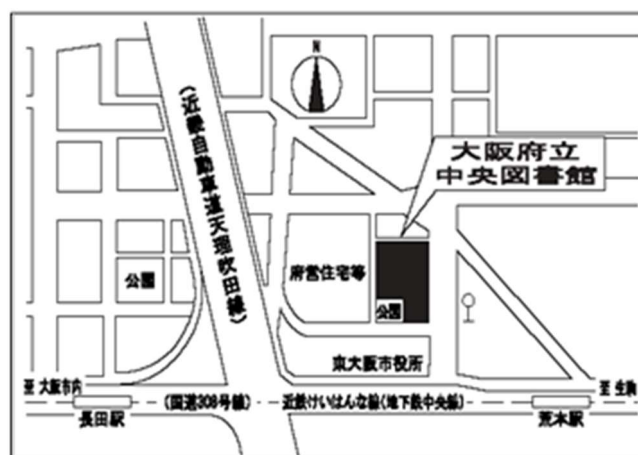 N
大阪府立
中央図書館
(近畿自動車道天理吹田線)
公園
府営住宅等
公園
東大阪市役所
至 大阪市内
至 生駒
(国道308号線)
近鉄けいはんな線(地下鉄中央線)
長田駅
荒本駅